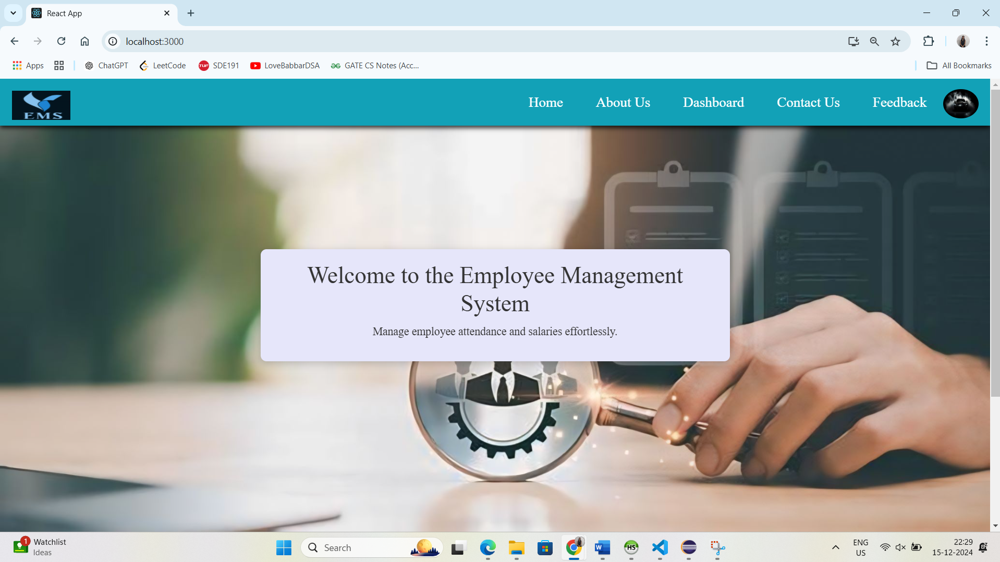 React App
localhost:3000
Apps
ChatGPT
LeetCode
TUF
SDE191
LoveBabbarDSA
GATE CS Notes (Acc...
All Bookmarks
EMS
Home
About Us
Dashboard
Contact Us
Feedback
Welcome to the Employee Management
System
Manage employee attendance and salaries effortlessly.
1
Watchlist
Ideas
Search
W
HS
ENG
US
22:29
15-12-2024